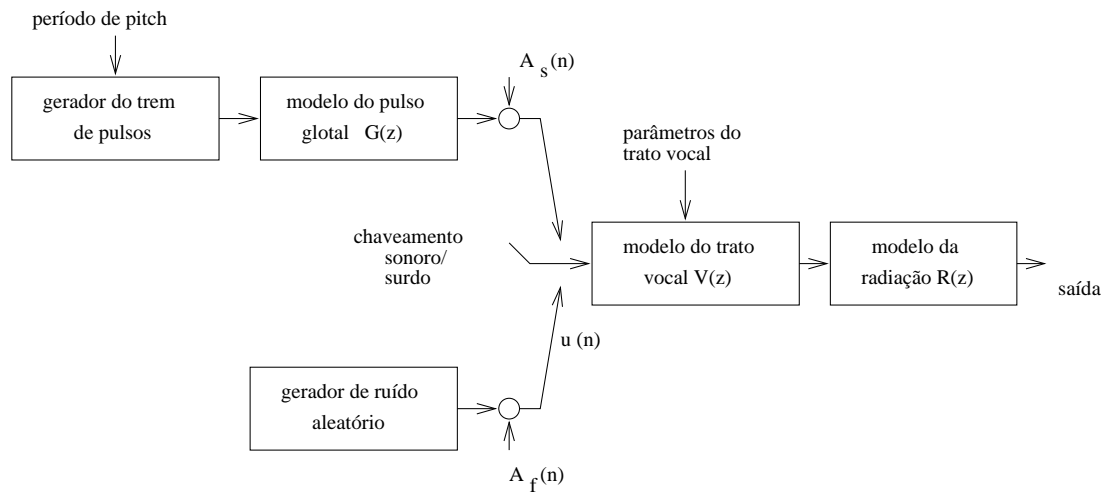 período de pitch
gerador do trem
de pulsos
modelo do pulso
glotal G(z)
A s(n)
parâmetros do
trato vocal
chaveamento
sonoro/
surdo
modelo do trato
vocal V(z)
modelo da
radiação R(z)
saída
u (n)
gerador de ruído
aleatório
A f(n)